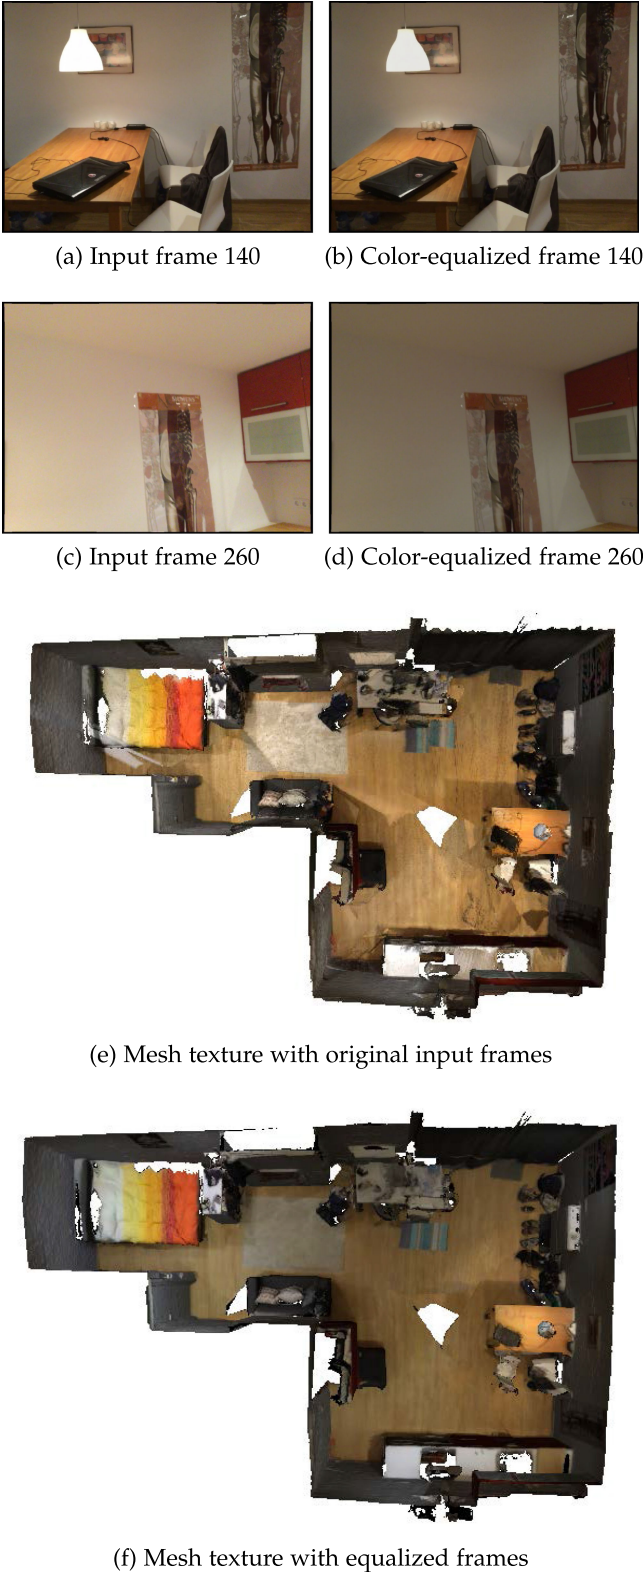 (a) Input frame 140
(b) Color-equalized frame 140
(c) Input frame 260
(d) Color-equalized frame 260
(e) Mesh texture with original input frames
(f) Mesh texture with equalized frames